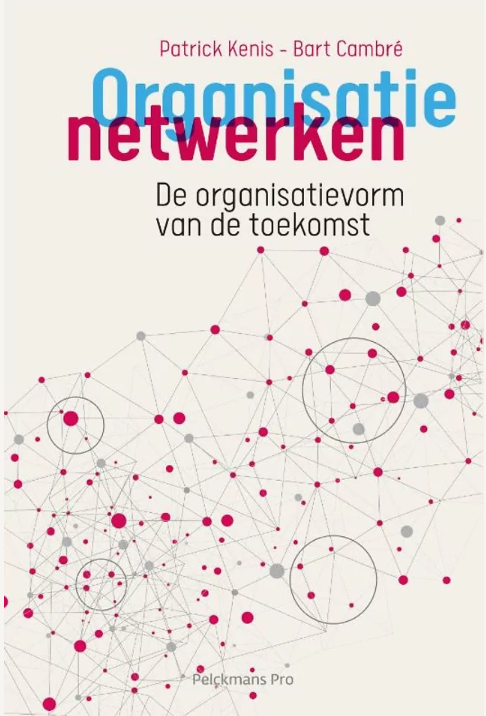 Patrick Kenis - Bart Cambré
Organisatie
netwerken
De organisatievorm
van de toekomst
Pelckmans Pro